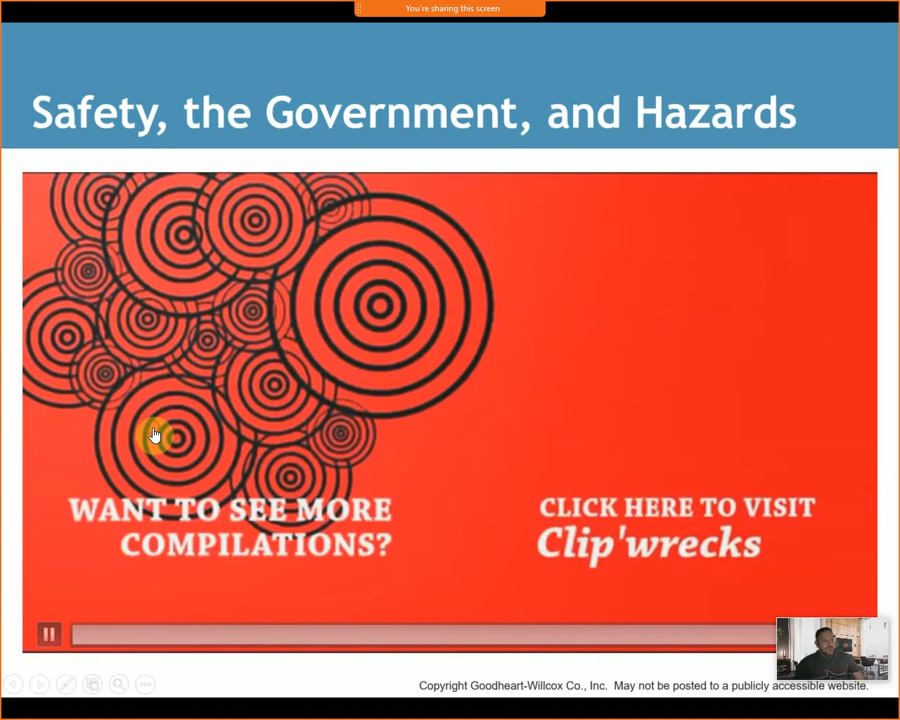 You're sharing this screen
Safety, the Government, and Hazards
WANT TO SEE MORE
COMPILATIONS?
CLICK HERE TO VISIT
Clip'wrecks
Copyright Goodheart-Willcox Co., Inc. May not be posted to a publicly accessible website.